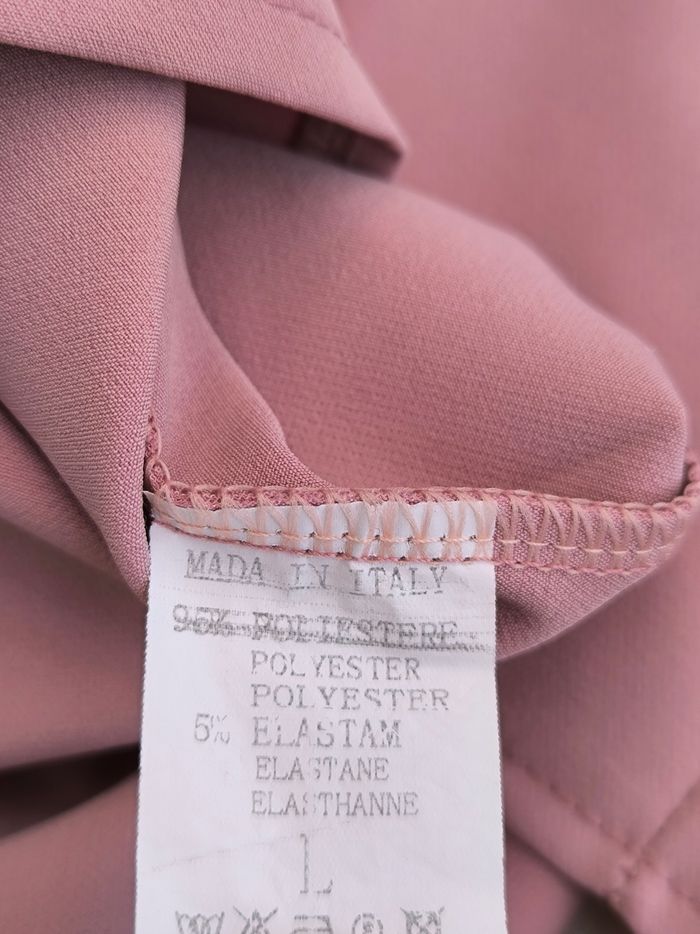 MADA IN ITALY
95% POLIESTERE
POLYESTER
POLYESTER
5% ELASTAM
ELASTANE
ELASTHANNE
L